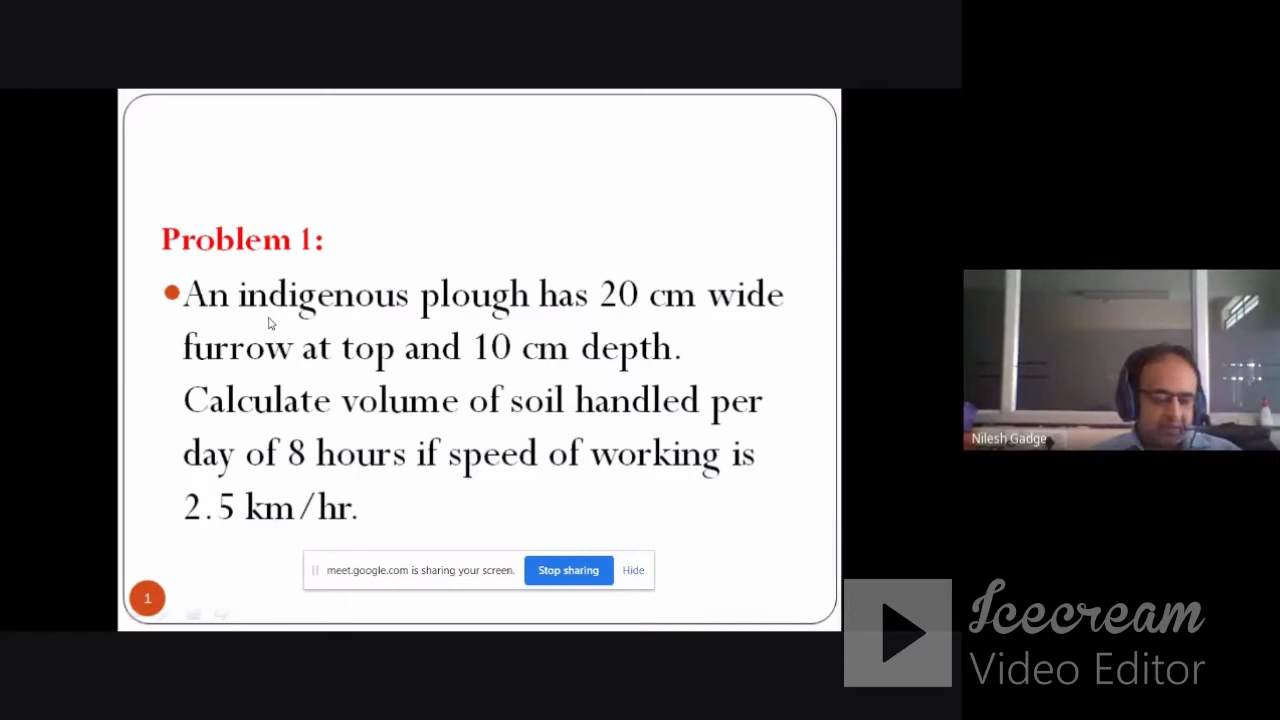 Problem 1:
An indigenous plough has 20 cm wide
furrow at top and 10 cm depth.
Calculate volume of soil handled per
day of 8 hours if speed of working is
2.5 km/hr.
meet.google.com is sharing your screen. Stop sharing Hide
1
Nilesh Gadge
Icecream
Video Editor